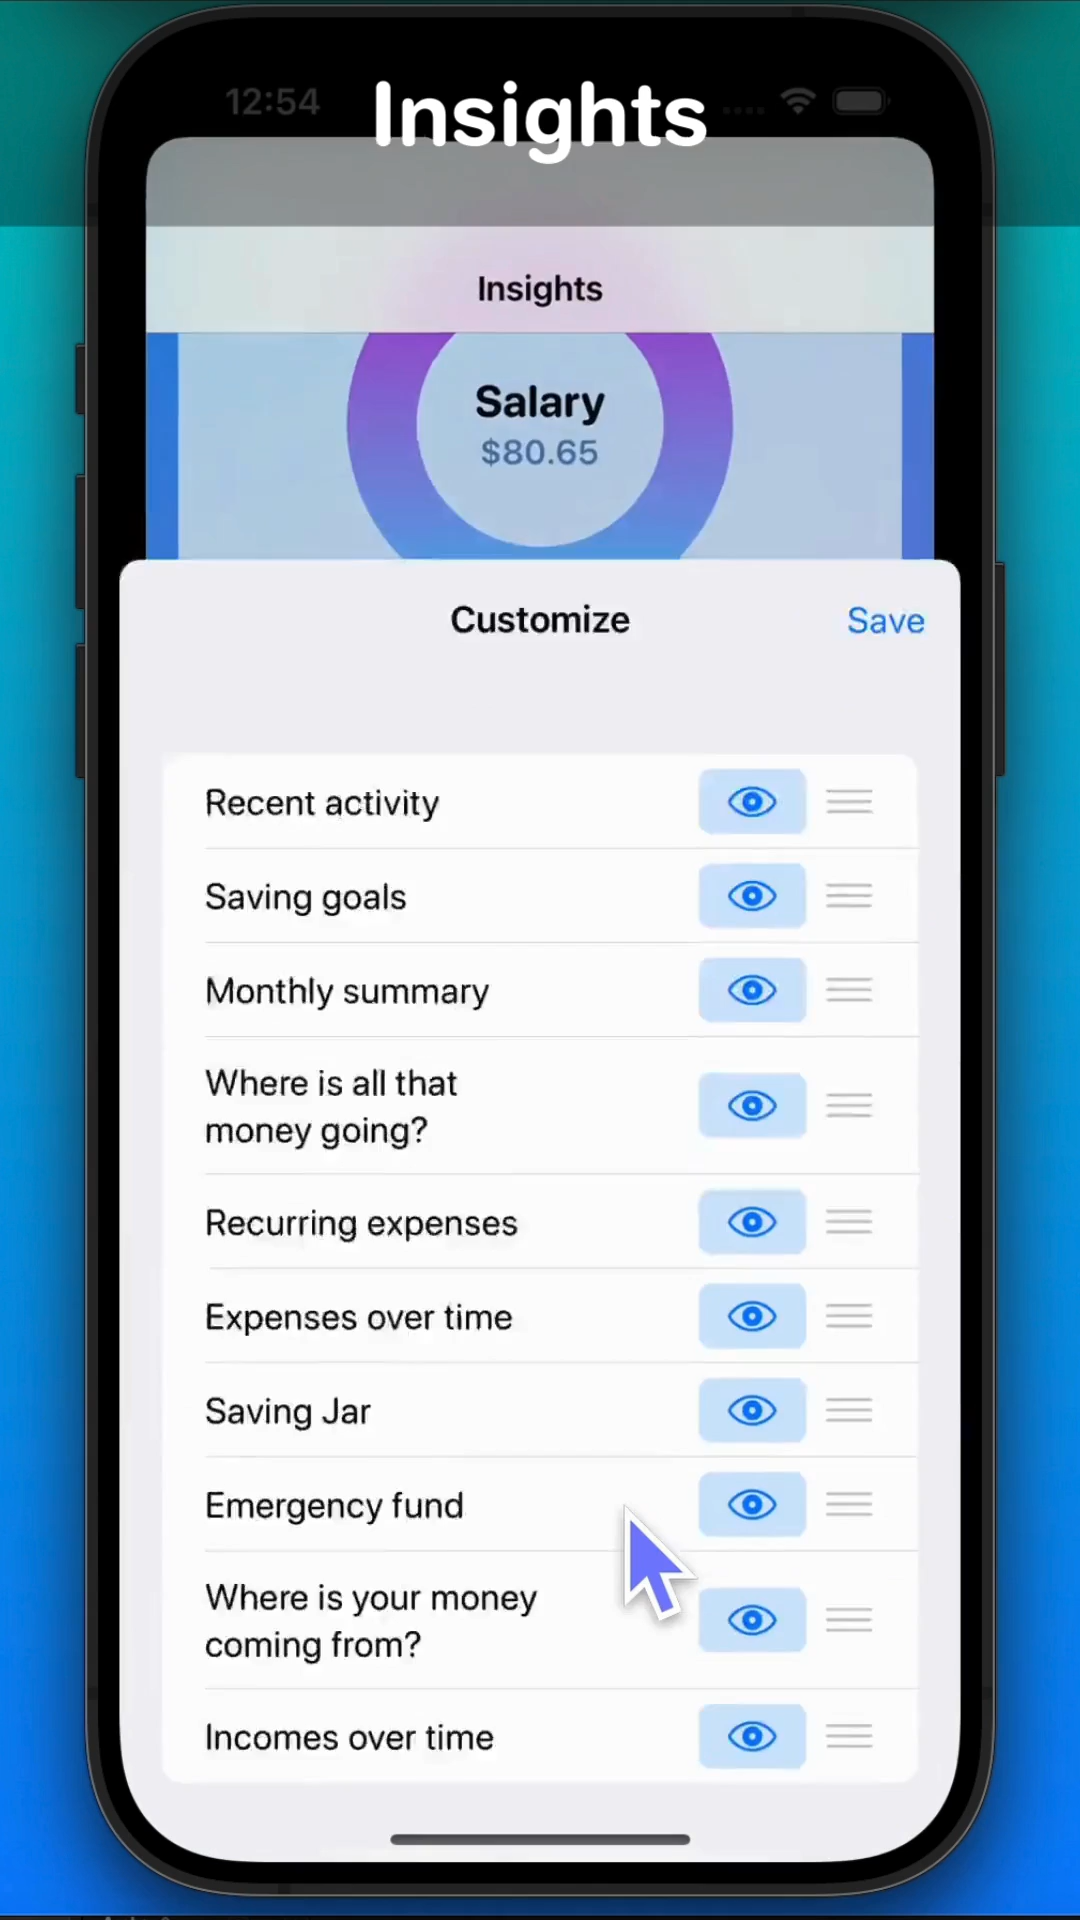 12:54
Insights
Insights
Salary
$80.65
Customize
Save
Recent activity
Saving goals
Monthly summary
Where is all that
money going?
Recurring expenses
Expenses over time
Saving Jar
Emergency fund
Where is your money
coming from?
Incomes over time